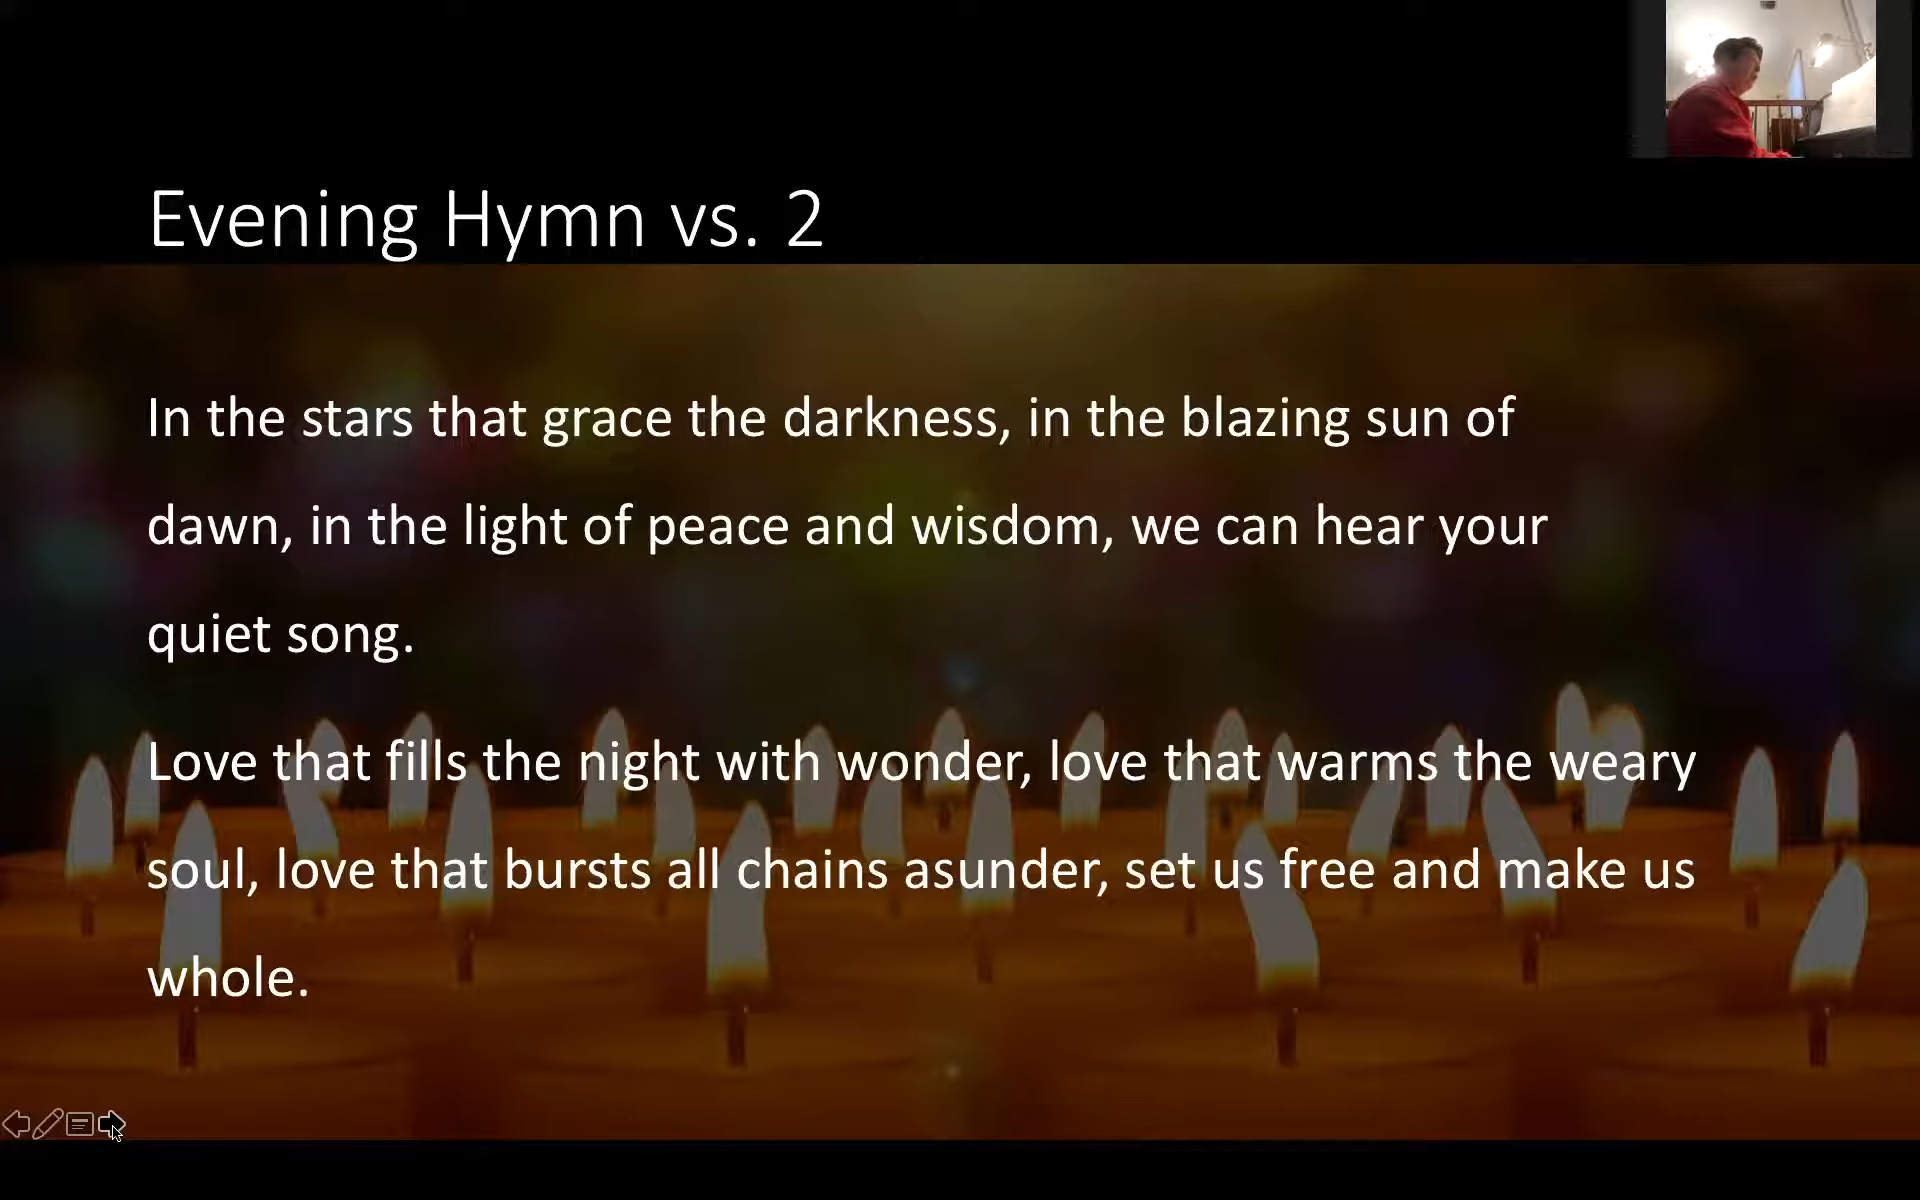 Evening Hymn vs. 2
In the stars that grace the darkness, in the blazing sun of
dawn, in the light of peace and wisdom, we can hear your
quiet song.
Love that fills the night with wonder, love that warms the weary
soul, love that bursts all chains asunder, set us free and make us
whole.